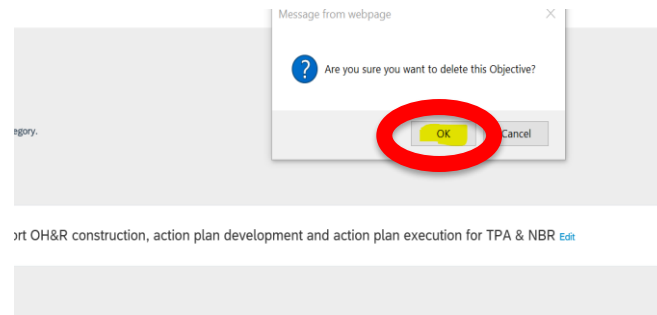 Message from webpage
Are you sure you want to delete this Objective?
OK Cancel
egory.
ort OH&R construction, action plan development and action plan execution for TPA & NBR Edit